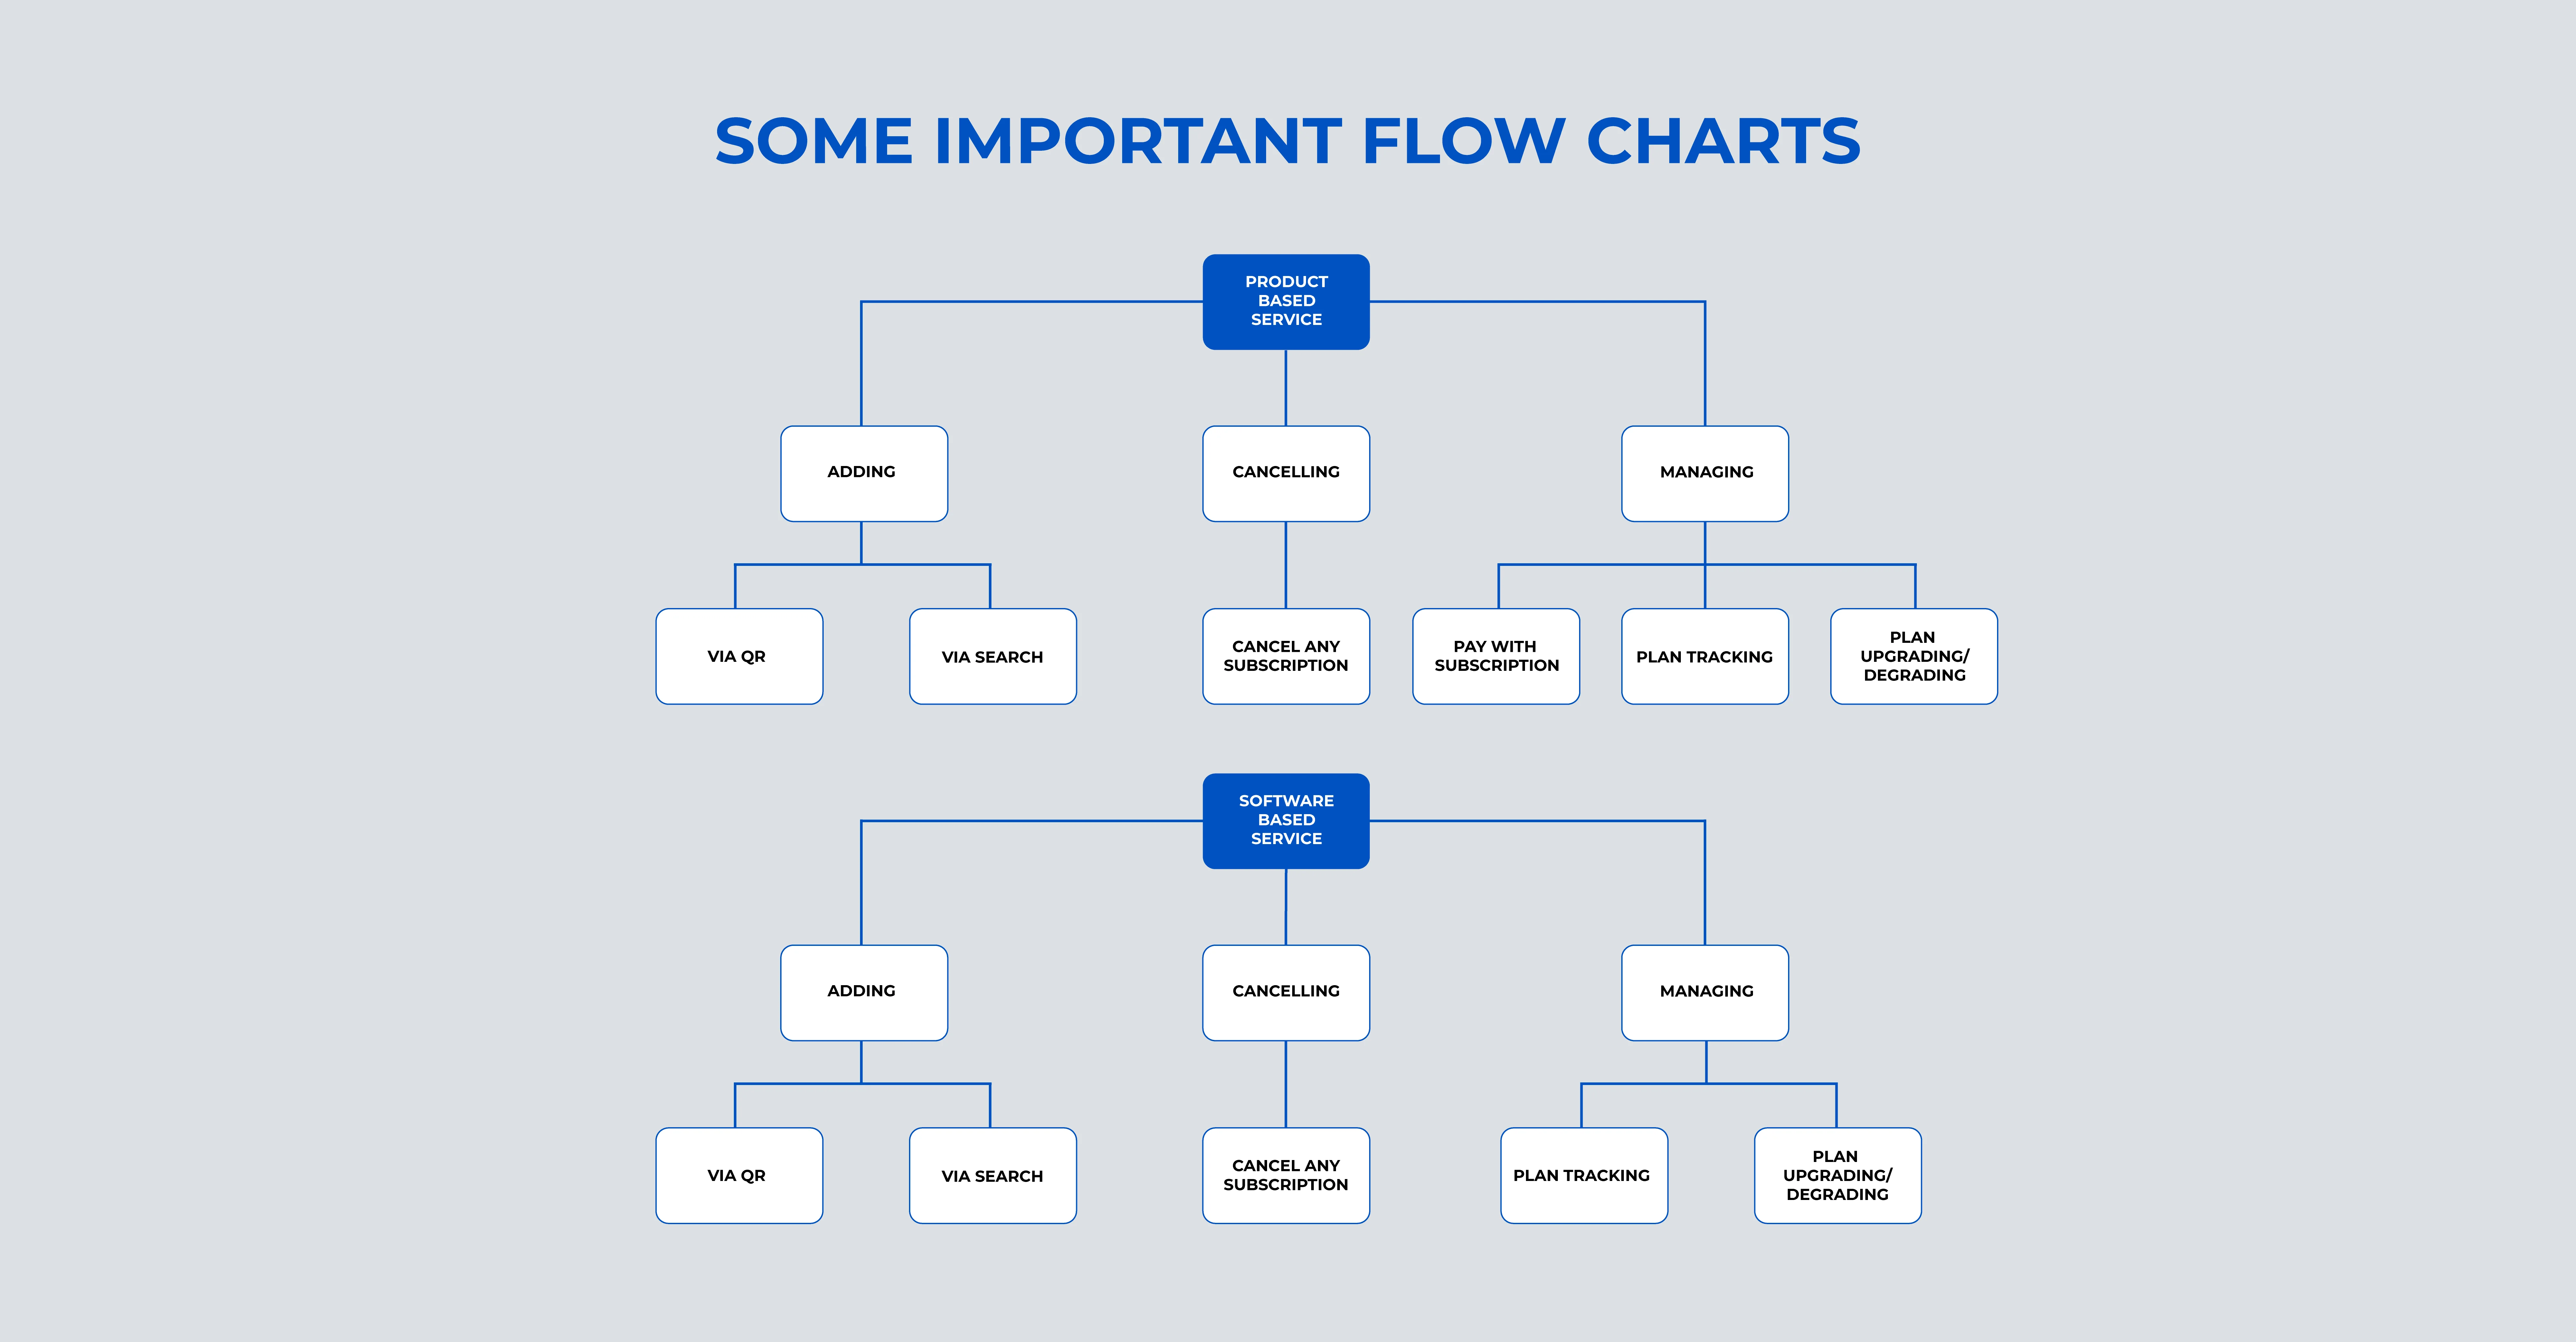 SOME IMPORTANT FLOW CHARTS
PRODUCT
BASED
SERVICE
ADDING
CANCELLING
MANAGING
VIA QR
VIA SEARCH
CANCEL ANY
SUBSCRIPTION
PAY WITH
SUBSCRIPTION
PLAN TRACKING
PLAN
UPGRADING/
DEGRADING
SOFTWARE
BASED
SERVICE
ADDING
CANCELLING
MANAGING
VIA QR
VIA SEARCH
CANCEL ANY
SUBSCRIPTION
PLAN TRACKING
PLAN
UPGRADING/
DEGRADING